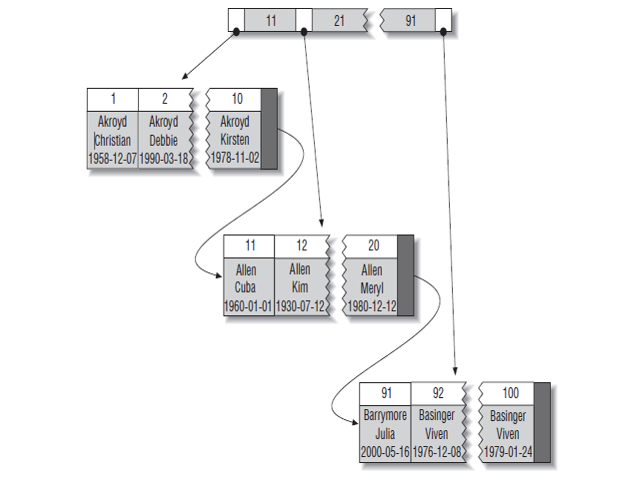 11 21 91
1 2 10
Akroyd Akroyd Akroyd
Christian Debbie Kirsten
1958-12-07 1990-03-18 1978-11-02
11 12 20
Allen Allen Allen
Cuba Kim Meryl
1960-01-01 1930-07-12 1980-12-12
91 92 100
Barrymore Basinger Basinger
Julia Viven Viven
2000-05-16 1976-12-08 1979-01-24